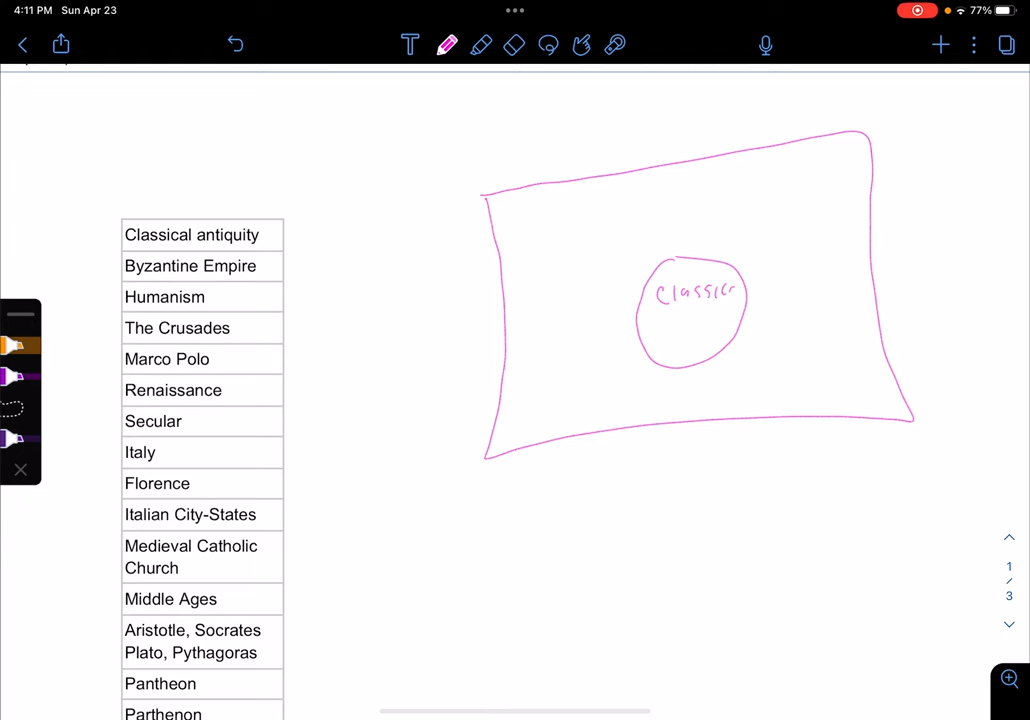 4:11 PM Sun Apr 23
77%
Classical antiquity
Byzantine Empire
Humanism
The Crusades
Marco Polo
Renaissance
Secular
Italy
Florence
Italian City-States
Medieval Catholic
Church
Middle Ages
Aristotle, Socrates
Plato, Pythagoras
Pantheon
Parthenon
classic
1
/
3